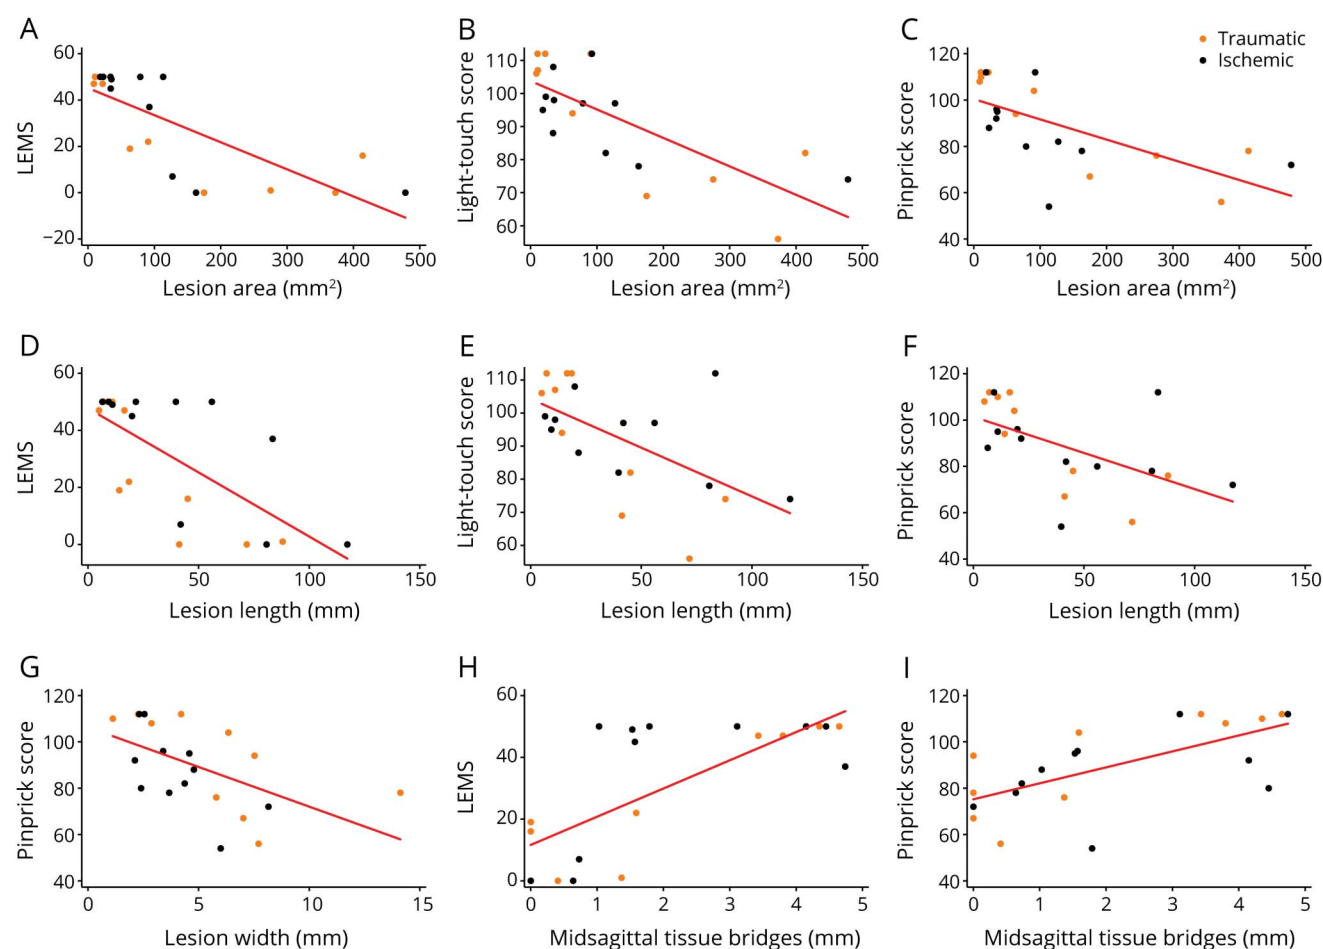 A
LEMS
60
40
20
0
−20
0 100 200 300 400 500
Lesion area (mm²)
B
Light-touch score
110
100
90
80
70
60
0 100 200 300 400 500
Lesion area (mm²)
C
Traumatic
Ischemic
Pinprick score
120
100
80
60
40
0 100 200 300 400 500
Lesion area (mm²)
D
LEMS
60
40
20
0
0 50 100 150
Lesion length (mm)
E
Light-touch score
110
100
90
80
70
60
0 50 100 150
Lesion length (mm)
F
Pinprick score
120
100
80
60
40
0 50 100 150
Lesion length (mm)
G
Pinprick score
120
100
80
60
40
0 5 10 15
Lesion width (mm)
H
LEMS
60
40
20
0
0 1 2 3 4 5
Midsagittal tissue bridges (mm)
I
Pinprick score
120
100
80
60
40
0 1 2 3 4 5
Midsagittal tissue bridges (mm)